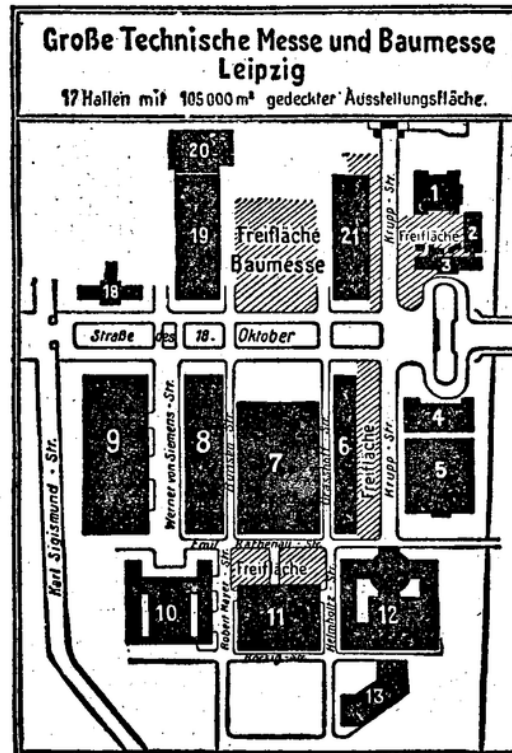 Große Technische Messe und Baumesse
Leipzig
17 Hallen mit 105000 m² gedeckter Ausstellungsfläche.
20
19
18
Freifläche
Baumesse
21
Krupp-Str.
1
2
Freifläche
3
Straße des 18. Oktober
Karl Sigismund-Str.
9
Werner von Siemens-Str.
8
7
6
Freifläche
Krupp-Str.
4
5
Emil Rathenau-Str.
10
Robert Mayer-Str.
Freifläche
11
Helmholtz-Str.
12
13